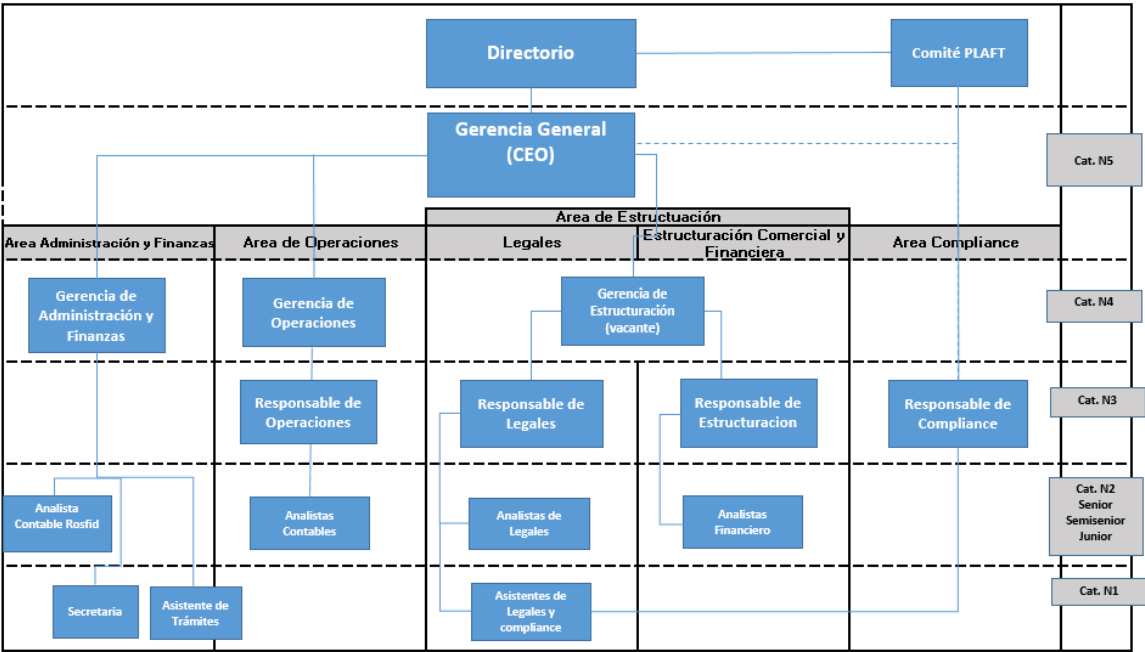 Directorio
Comité PLAFT
Gerencia General
(CEO)
Cat. N5
Area de Estructuación
Area Administración y Finanzas
Area de Operaciones
Legales
Estructuración Comercial y
Financiera
Area Compliance
Gerencia de
Administración y
Finanzas
Gerencia de
Operaciones
Gerencia de
Estructuración
(vacante)
Cat. N4
Responsable de
Operaciones
Responsable de
Legales
Responsable de
Estructuracion
Responsable de
Compliance
Cat. N3
Analista
Contable Rosfid
Analistas
Contables
Analistas de
Legales
Analistas
Financiero
Cat. N2
Senior
Semisenior
Junior
Secretaria
Asistente de
Trámites
Asistentes de
Legales y
compliance
Cat. N1